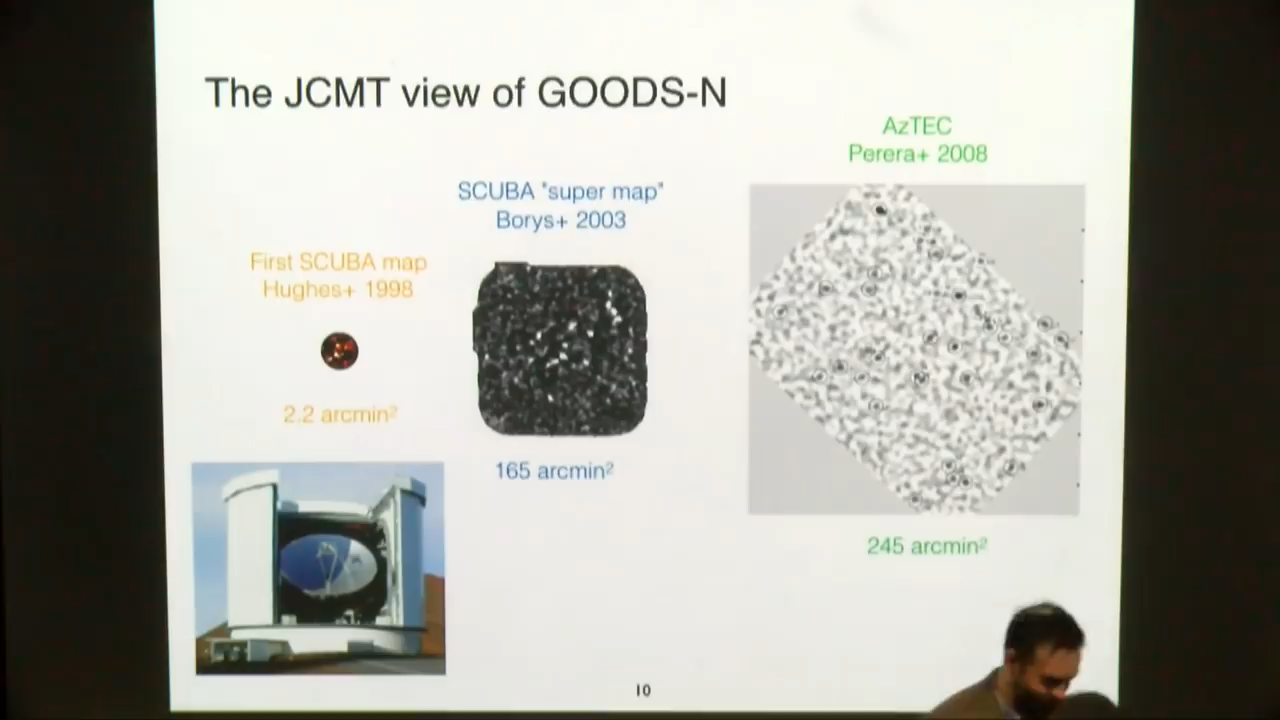 The JCMT view of GOODS-N
AzTEC
Perera+ 2008
SCUBA "super map"
Borys+ 2003
First SCUBA map
Hughes+ 1998
2.2 arcmin²
165 arcmin²
245 arcmin²
10